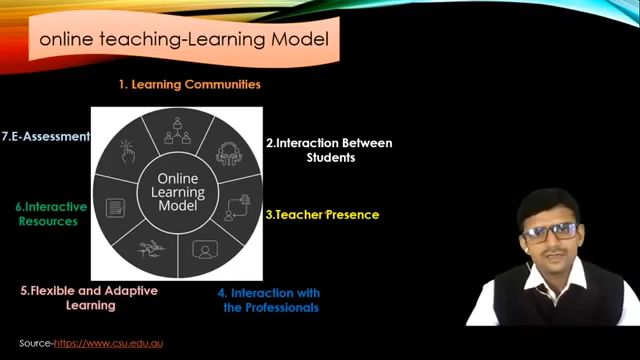 online teaching-Learning Model
1. Learning Communities
7.E-Assessment
2.Interaction Between
Students
Online
Learning
Model
6.Interactive
Resources
3.Teacher Presence
5.Flexible and Adaptive
Learning
4. Interaction with
the Professionals
Source-https://www.csu.edu.au